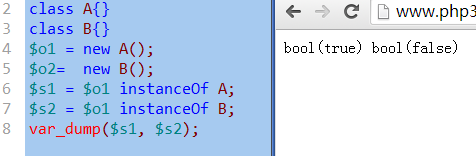 2 class A{}
3 class B{}
4 $o1 = new A();
5 $o2=  new B();
6 $s1 = $o1 instanceOf A;
7 $s2 = $o1 instanceOf B;
8 var_dump($s1, $s2);
www.php3
bool(true) bool(false)